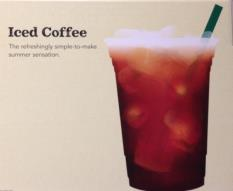 Iced Coffee
The refreshingly simple-to-make
summer sensation.